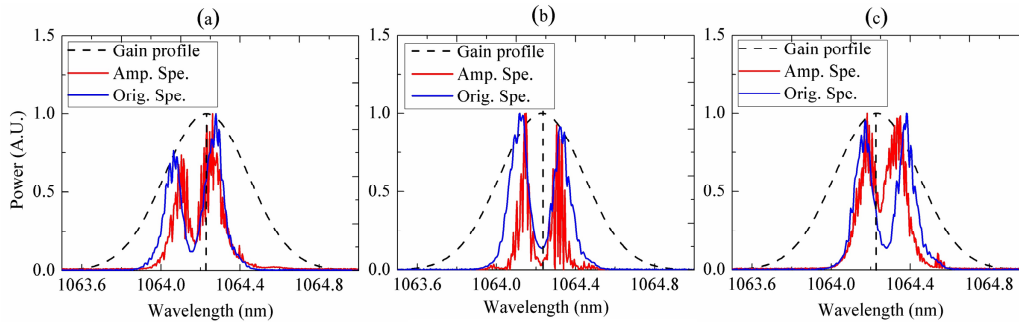 (a)
(b)
(c)
1.5
1.0
0.5
0.0
Power (A.U.)
Gain profile
Amp. Spe.
Orig. Spe.
1063.6
1064.0
1064.4
1064.8
Wavelength (nm)
1.5
1.0
0.5
0.0
Gain profile
Amp. Spe.
Orig. Spe.
1063.6
1064.0
1064.4
1064.8
Wavelength (nm)
1.5
1.0
0.5
0.0
Gain porfile
Amp. Spe.
Orig. Spc.
1063.6
1064.0
1064.4
1064.8
Wavelength (nm)